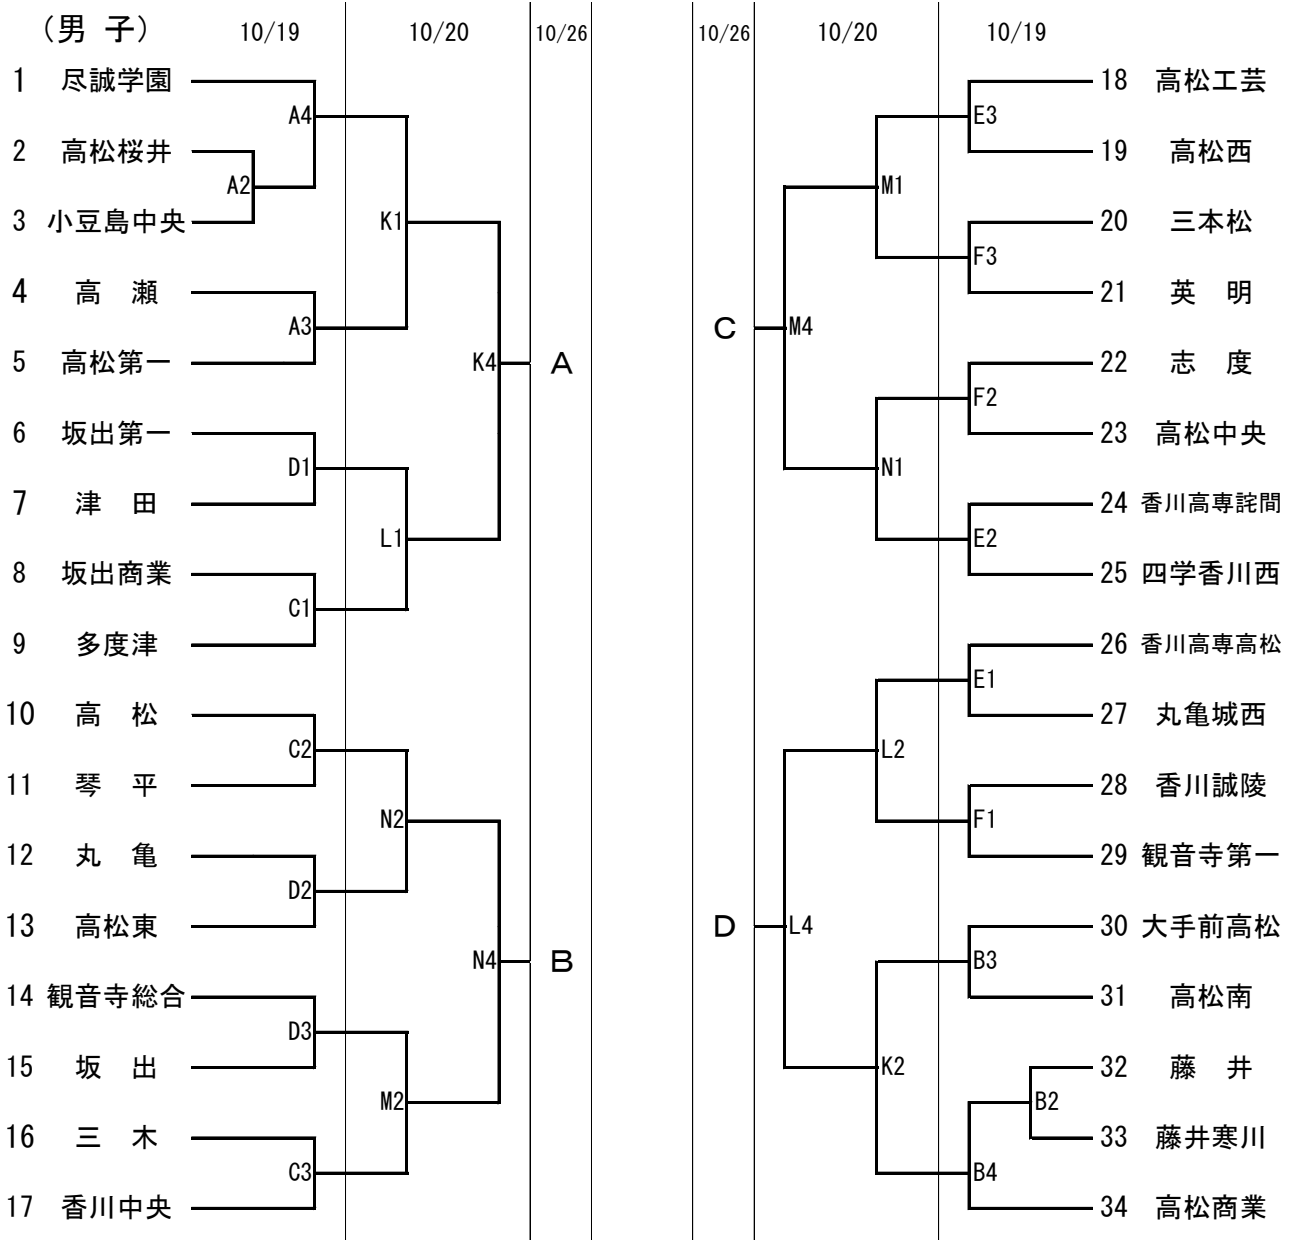 (男 子) 10/19 10/20 10/26 10/26 10/20 10/19
1 尽誠学園
A4
2 高松桜井
A2
3 小豆島中央
K1
4 高 瀬
A3
5 高松第一
K4
A
6 坂出第一
D1
7 津 田
L1
8 坂出商業
C1
9 多度津
10 高 松
C2
11 琴 平
N2
12 丸 亀
D2
13 高松東
N4
B
14 観音寺総合
D3
15 坂 出
M2
16 三 木
C3
17 香川中央
18 高松工芸
E3
19 高松西
M1
20 三本松
F3
21 英 明
C
M4
22 志 度
F2
23 高松中央
N1
24 香川高専詫間
E2
25 四学香川西
26 香川高専高松
E1
27 丸亀城西
L2
28 香川誠陵
F1
29 観音寺第一
D
L4
30 大手前高松
B3
31 高松南
K2
32 藤 井
B2
33 藤井寒川
B4
34 高松商業